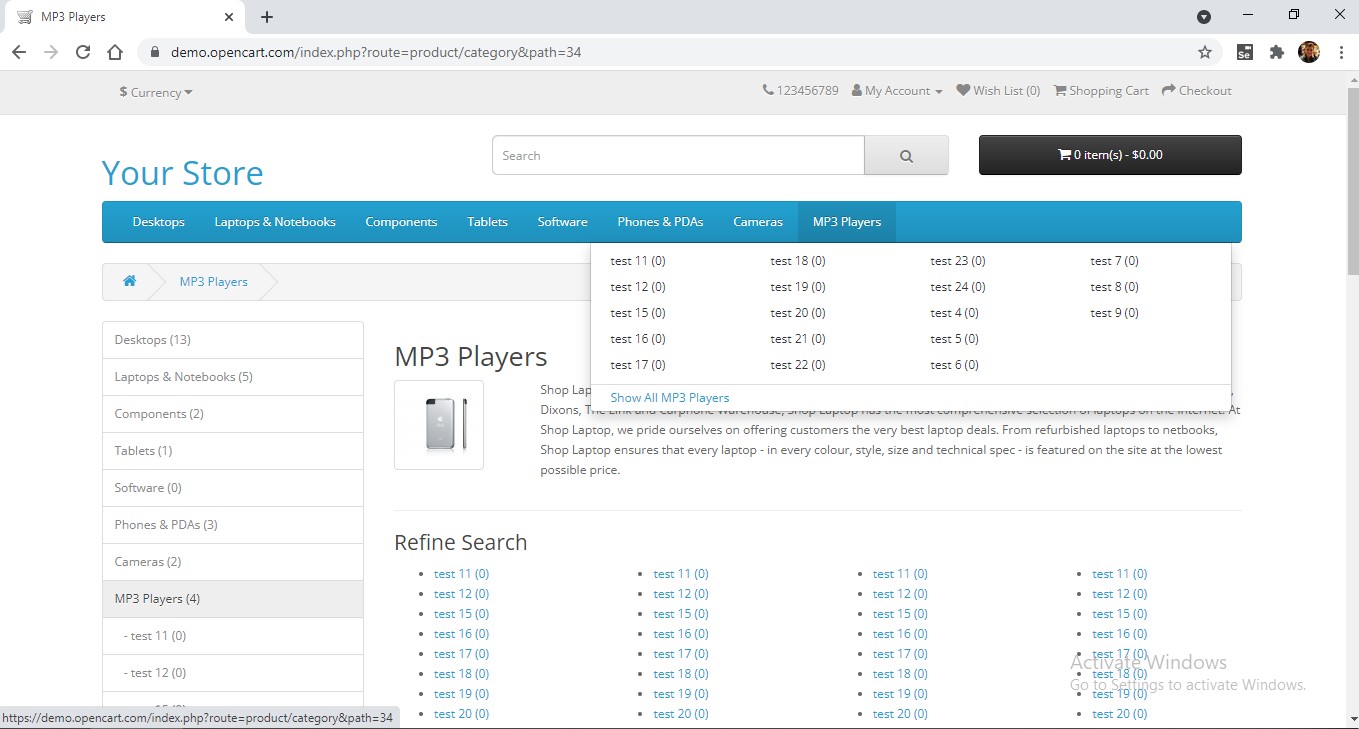 MP3 Players
demo.opencart.com/index.php?route=product/category&path=34
Se
$ Currency
123456789 My Account Wish List (0) Shopping Cart Checkout
Your Store
Search
0 item(s) - $0.00
Desktops Laptops & Notebooks Components Tablets Software Phones & PDAs Cameras MP3 Players
test 11 (0) test 18 (0) test 23 (0) test 7 (0)
test 12 (0) test 19 (0) test 24 (0) test 8 (0)
test 15 (0) test 20 (0) test 4 (0) test 9 (0)
test 16 (0) test 21 (0) test 5 (0)
test 17 (0) test 22 (0) test 6 (0)
Show All MP3 Players
MP3 Players
Desktops (13)
Laptops & Notebooks (5)
Components (2)
Tablets (1)
Software (0)
Phones & PDAs (3)
Cameras (2)
MP3 Players (4)
- test 11 (0)
- test 12 (0)
MP3 Players
Shop Lap
Dixons, The Link and Carphone Warehouse, Shop Laptop has the most comprehensive selection of laptops on the internet. At
Shop Laptop, we pride ourselves on offering customers the very best laptop deals. From refurbished laptops to netbooks,
Shop Laptop ensures that every laptop - in every colour, style, size and technical spec - is featured on the site at the lowest
possible price.
Refine Search
test 11 (0) test 11 (0) test 11 (0) test 11 (0)
test 12 (0) test 12 (0) test 12 (0) test 12 (0)
test 15 (0) test 15 (0) test 15 (0) test 15 (0)
test 16 (0) test 16 (0) test 16 (0) test 16 (0)
test 17 (0) test 17 (0) test 17 (0) test 17 (0)
test 18 (0) test 18 (0) test 18 (0) test 18 (0)
test 19 (0) test 19 (0) test 19 (0) test 19 (0)
test 20 (0) test 20 (0) test 20 (0) test 20 (0)
Activate Windows
Go to Settings to activate Windows.
https://demo.opencart.com/index.php?route=product/category&path=34